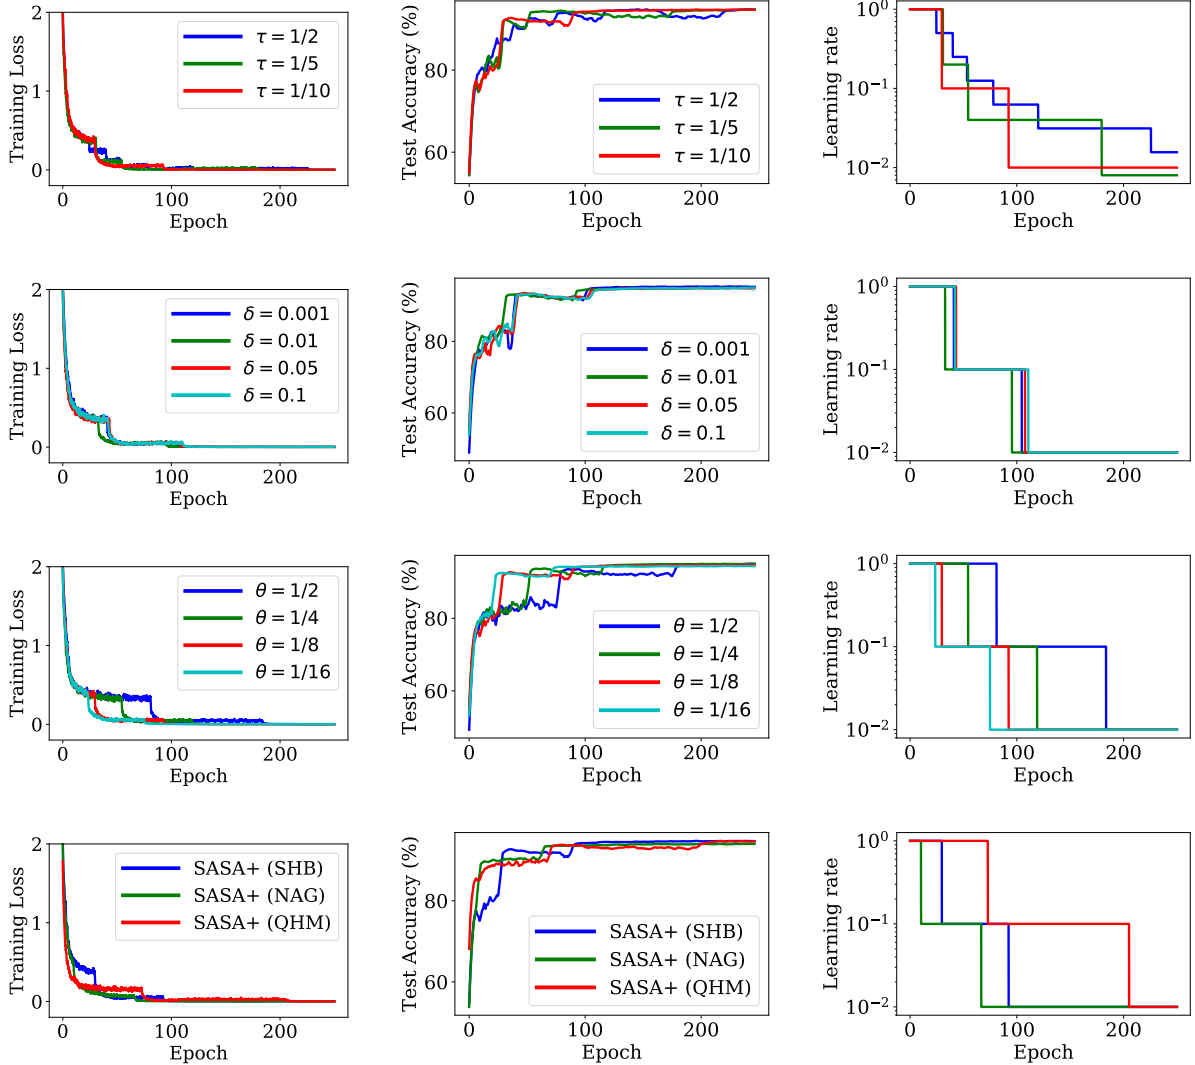 Training Loss
2
1
0
0
100
200
Epoch
τ = 1/2
τ = 1/5
τ = 1/10
Test Accuracy (%)
80
60
0
100
200
Epoch
τ = 1/2
τ = 1/5
τ = 1/10
Learning rate
10⁰
10⁻¹
10⁻²
0
100
200
Epoch
Training Loss
2
1
0
0
100
200
Epoch
δ = 0.001
δ = 0.01
δ = 0.05
δ = 0.1
Test Accuracy (%)
80
60
0
100
200
Epoch
δ = 0.001
δ = 0.01
δ = 0.05
δ = 0.1
Learning rate
10⁰
10⁻¹
10⁻²
0
100
200
Epoch
Training Loss
2
1
0
0
100
200
Epoch
θ = 1/2
θ = 1/4
θ = 1/8
θ = 1/16
Test Accuracy (%)
80
60
0
100
200
Epoch
θ = 1/2
θ = 1/4
θ = 1/8
θ = 1/16
Learning rate
10⁰
10⁻¹
10⁻²
0
100
200
Epoch
Training Loss
2
1
0
0
100
200
Epoch
SASA+ (SHB)
SASA+ (NAG)
SASA+ (QHM)
Test Accuracy (%)
80
60
0
100
200
Epoch
SASA+ (SHB)
SASA+ (NAG)
SASA+ (QHM)
Learning rate
10⁰
10⁻¹
10⁻²
0
100
200
Epoch